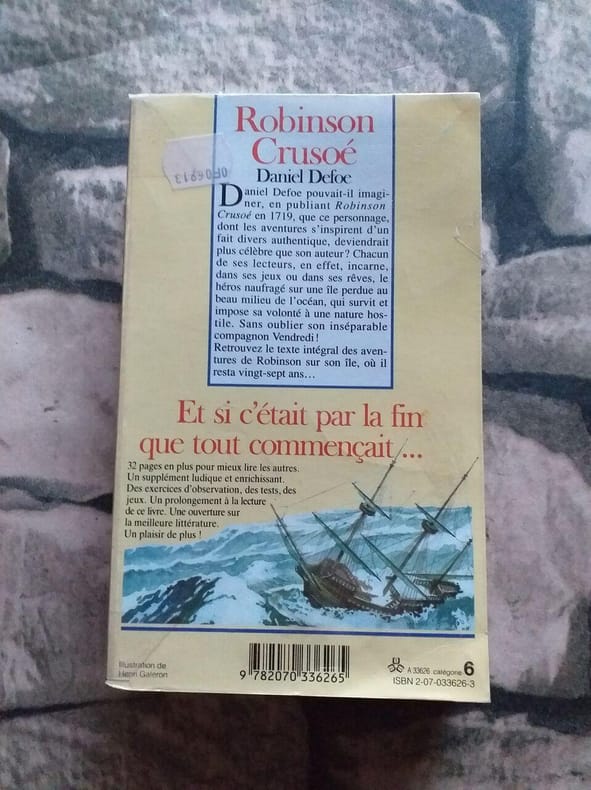 Robinson
Crusoé
Daniel Defoe
Daniel Defoe pouvait-il imagi-
ner, en publiant Robinson
Crusoé en 1719, que ce personnage,
dont les aventures s'inspirent d'un
fait divers authentique, deviendrait
plus célèbre que son auteur ? Chacun
de ses lecteurs, en effet, incarne,
dans ses jeux ou dans ses rêves, le
héros naufragé sur une île perdue au
beau milieu de l'océan, qui survit et
impose sa volonté à une nature hos-
tile. Sans oublier son inséparable
compagnon Vendredi !
Retrouvez le texte intégral des aven-
tures de Robinson sur son île, où il
resta vingt-sept ans...
Et si c'était par la fin
que tout commençait ...
32 pages en plus pour mieux lire les autres.
Un supplément ludique et enrichissant.
Des exercices d'observation, des tests, des
jeux. Un prolongement à la lecture
de ce livre. Une ouverture sur
la meilleure littérature.
Un plaisir de plus !
Illustration de
Henri Galeron
9 782070 336265
A 33626 catégorie 6
ISBN 2-07-033626-3